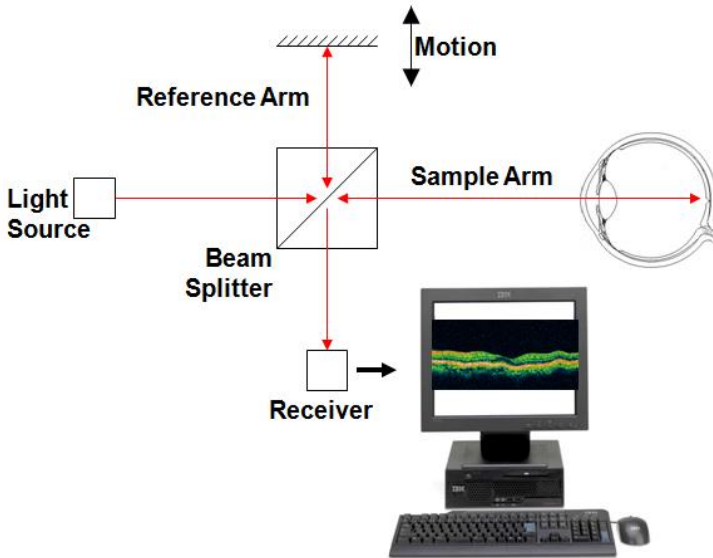 Motion
Reference Arm
Sample Arm
Light
Source
Beam
Splitter
IBM
Receiver
IBM